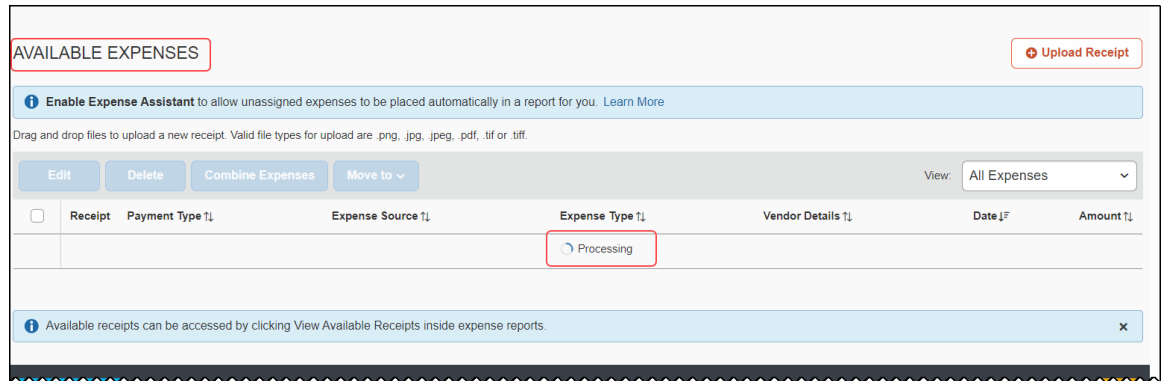 AVAILABLE EXPENSES
Upload Receipt
Enable Expense Assistant to allow unassigned expenses to be placed automatically in a report for you. Learn More
Drag and drop files to upload a new receipt. Valid file types for upload are .png, .jpg, .jpeg, .pdf, .tif or .tiff.
Edit Delete Combine Expenses Move to View: All Expenses
Receipt Payment Type Expense Source Expense Type Vendor Details Date Amount
Processing
Available receipts can be accessed by clicking View Available Receipts inside expense reports.